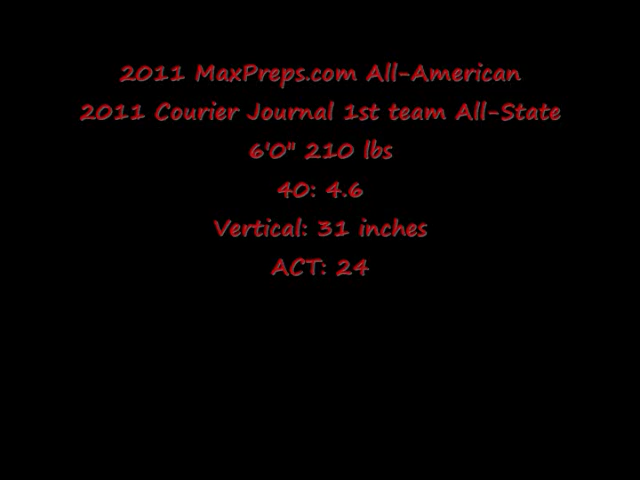 2011 MaxPreps.com All-American
2011 Courier Journal 1st team All-State
6'0" 210 lbs
40: 4.6
Vertical: 31 inches
ACT: 24